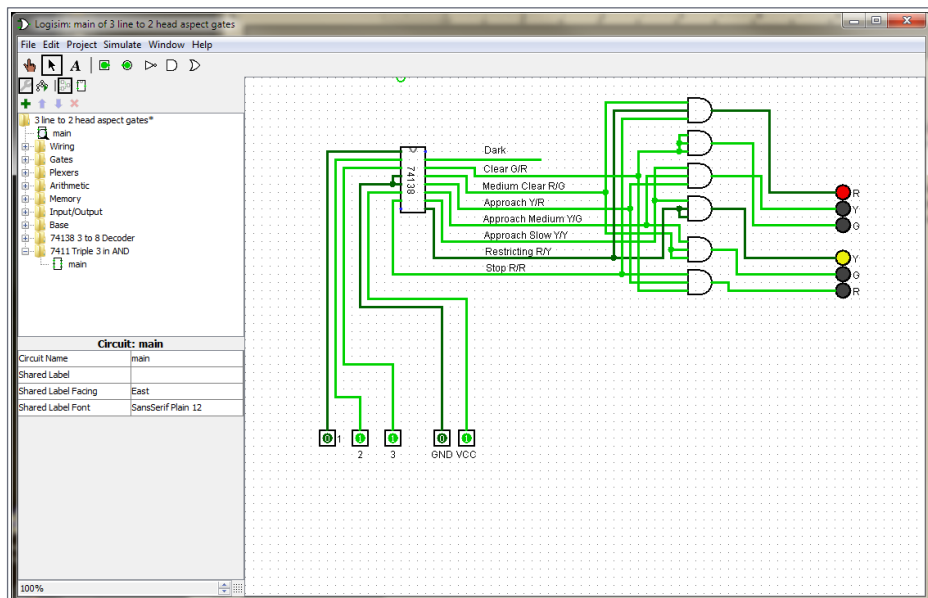 Logisim: main of 3 line to 2 head aspect gates
File Edit Project Simulate Window Help
A
3 line to 2 head aspect gates*
main
Wiring
Gates
Plexers
Arithmetic
Memory
Input/Output
Base
74138 3 to 8 Decoder
7411 Triple 3 in AND
main
Circuit: main
Circuit Name main
Shared Label
Shared Label Facing East
Shared Label Font SansSerif Plain 12
100%
74138
Dark
Clear G/R
Medium Clear R/G
Approach Y/R
Approach Medium Y/G
Approach Slow Y/Y
Restricting R/Y
Stop R/R
R
Y
G
Y
G
R
0 1
1 2
1 3
0 GND
1 VCC